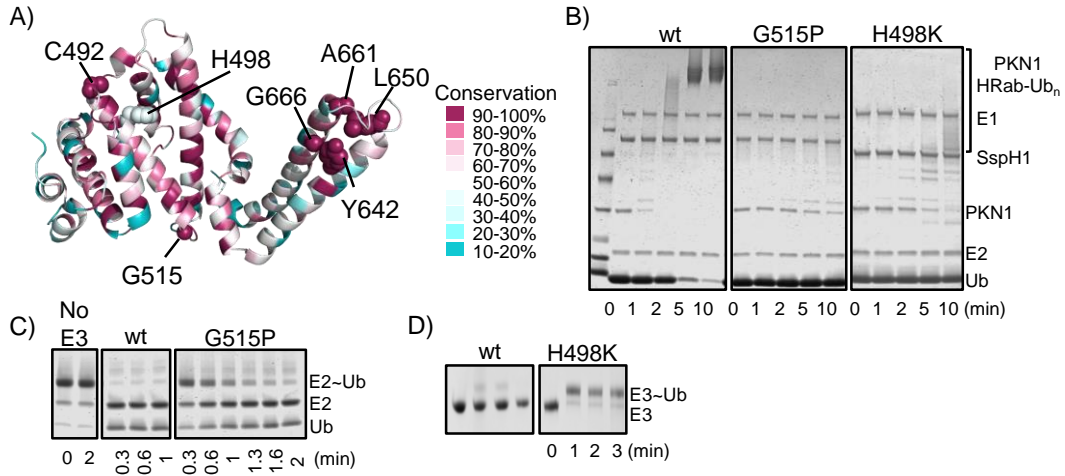 A)
C492
H498
A661
L650
G666
Y642
G515
Conservation
90-100%
80-90%
70-80%
60-70%
50-60%
40-50%
30-40%
20-30%
10-20%
B)
wt G515P H498K
PKN1
HRab-Ubn
E1
SspH1
PKN1
E2
Ub
0 1 2 5 10 0 1 2 5 10 0 1 2 5 10 (min)
C)
No
E3 wt G515P
E2~Ub
E2
Ub
0 2 0.3 0.6 1 0.3 0.6 1 1.3 1.6 2 (min)
D)
wt H498K
E3~Ub
E3
0 1 2 3 (min)